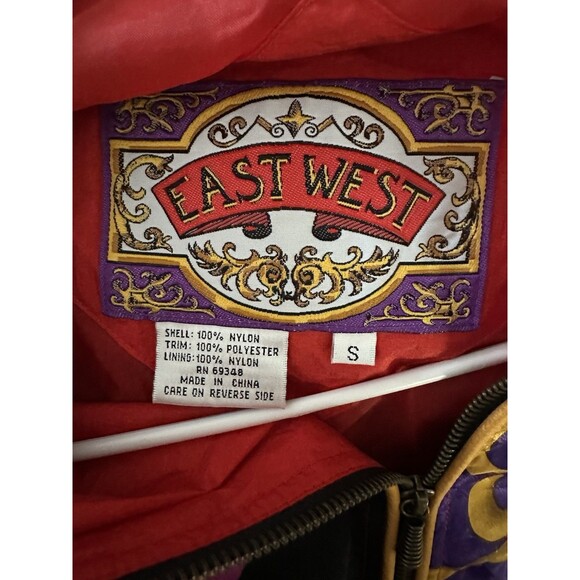 EAST WEST
SHELL: 100% NYLON
TRIM: 100% POLYESTER
LINING: 100% NYLON
RN 69348
MADE IN CHINA
CARE ON REVERSE SIDE
S